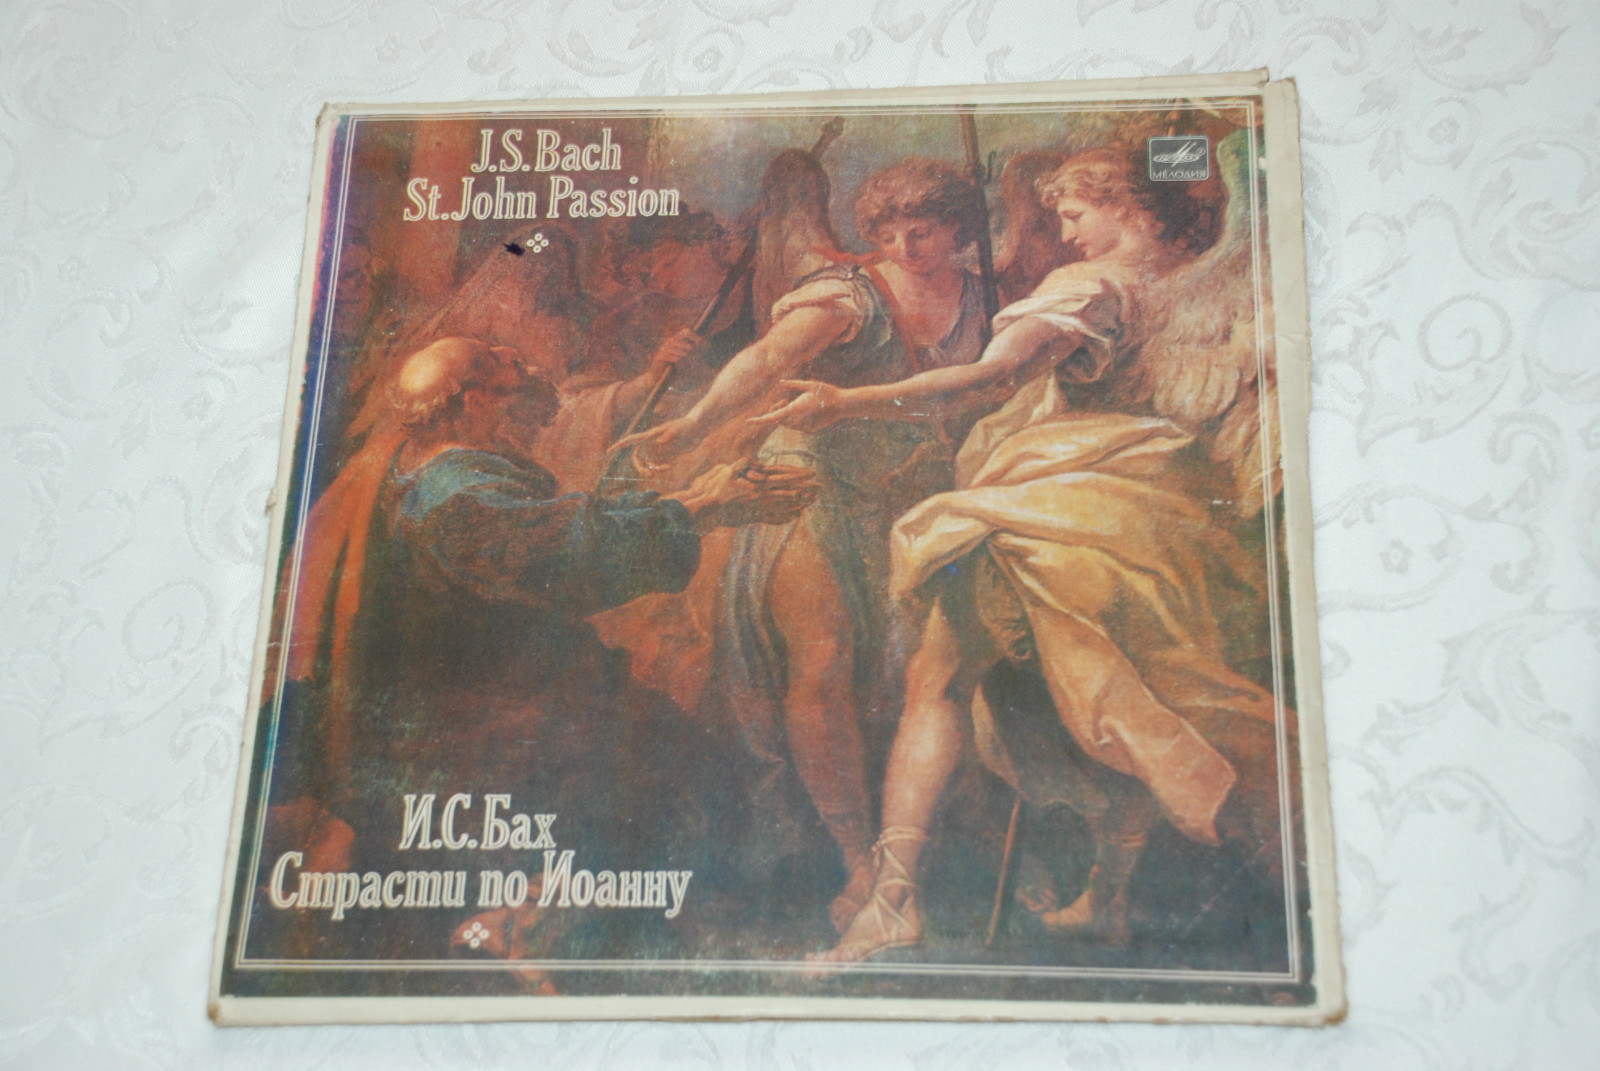 J.S.Bach
St.John Passion
МЕЛОДИЯ
И.С.Бах
Страсти по Иоанну